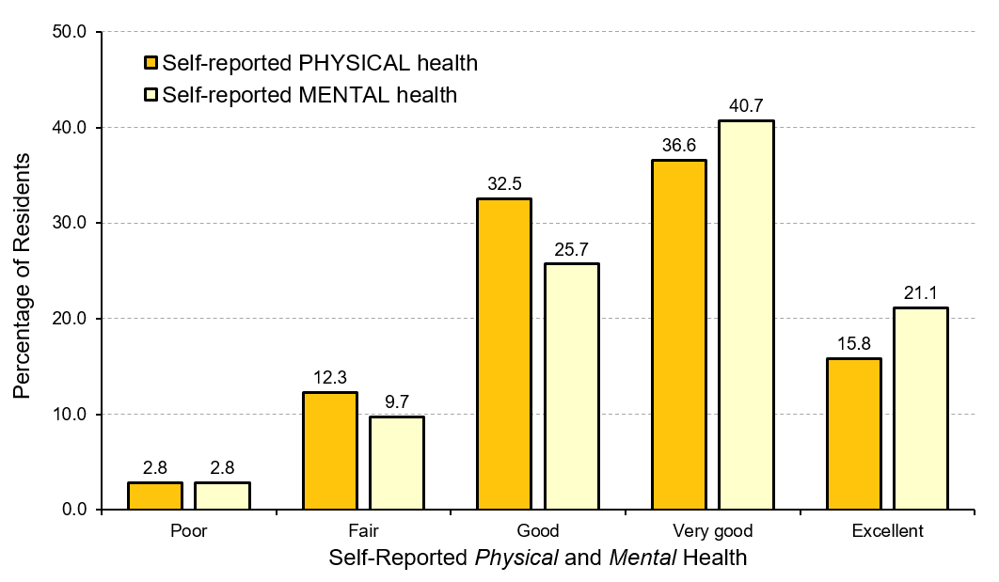 50.0
Self-reported PHYSICAL health
Self-reported MENTAL health
40.7
40.0
36.6
32.5
30.0
25.7
21.1
20.0
15.8
12.3
10.0
9.7
2.8
2.8
0.0
Poor
Fair
Good
Very good
Excellent
Percentage of Residents
Self-Reported Physical and Mental Health